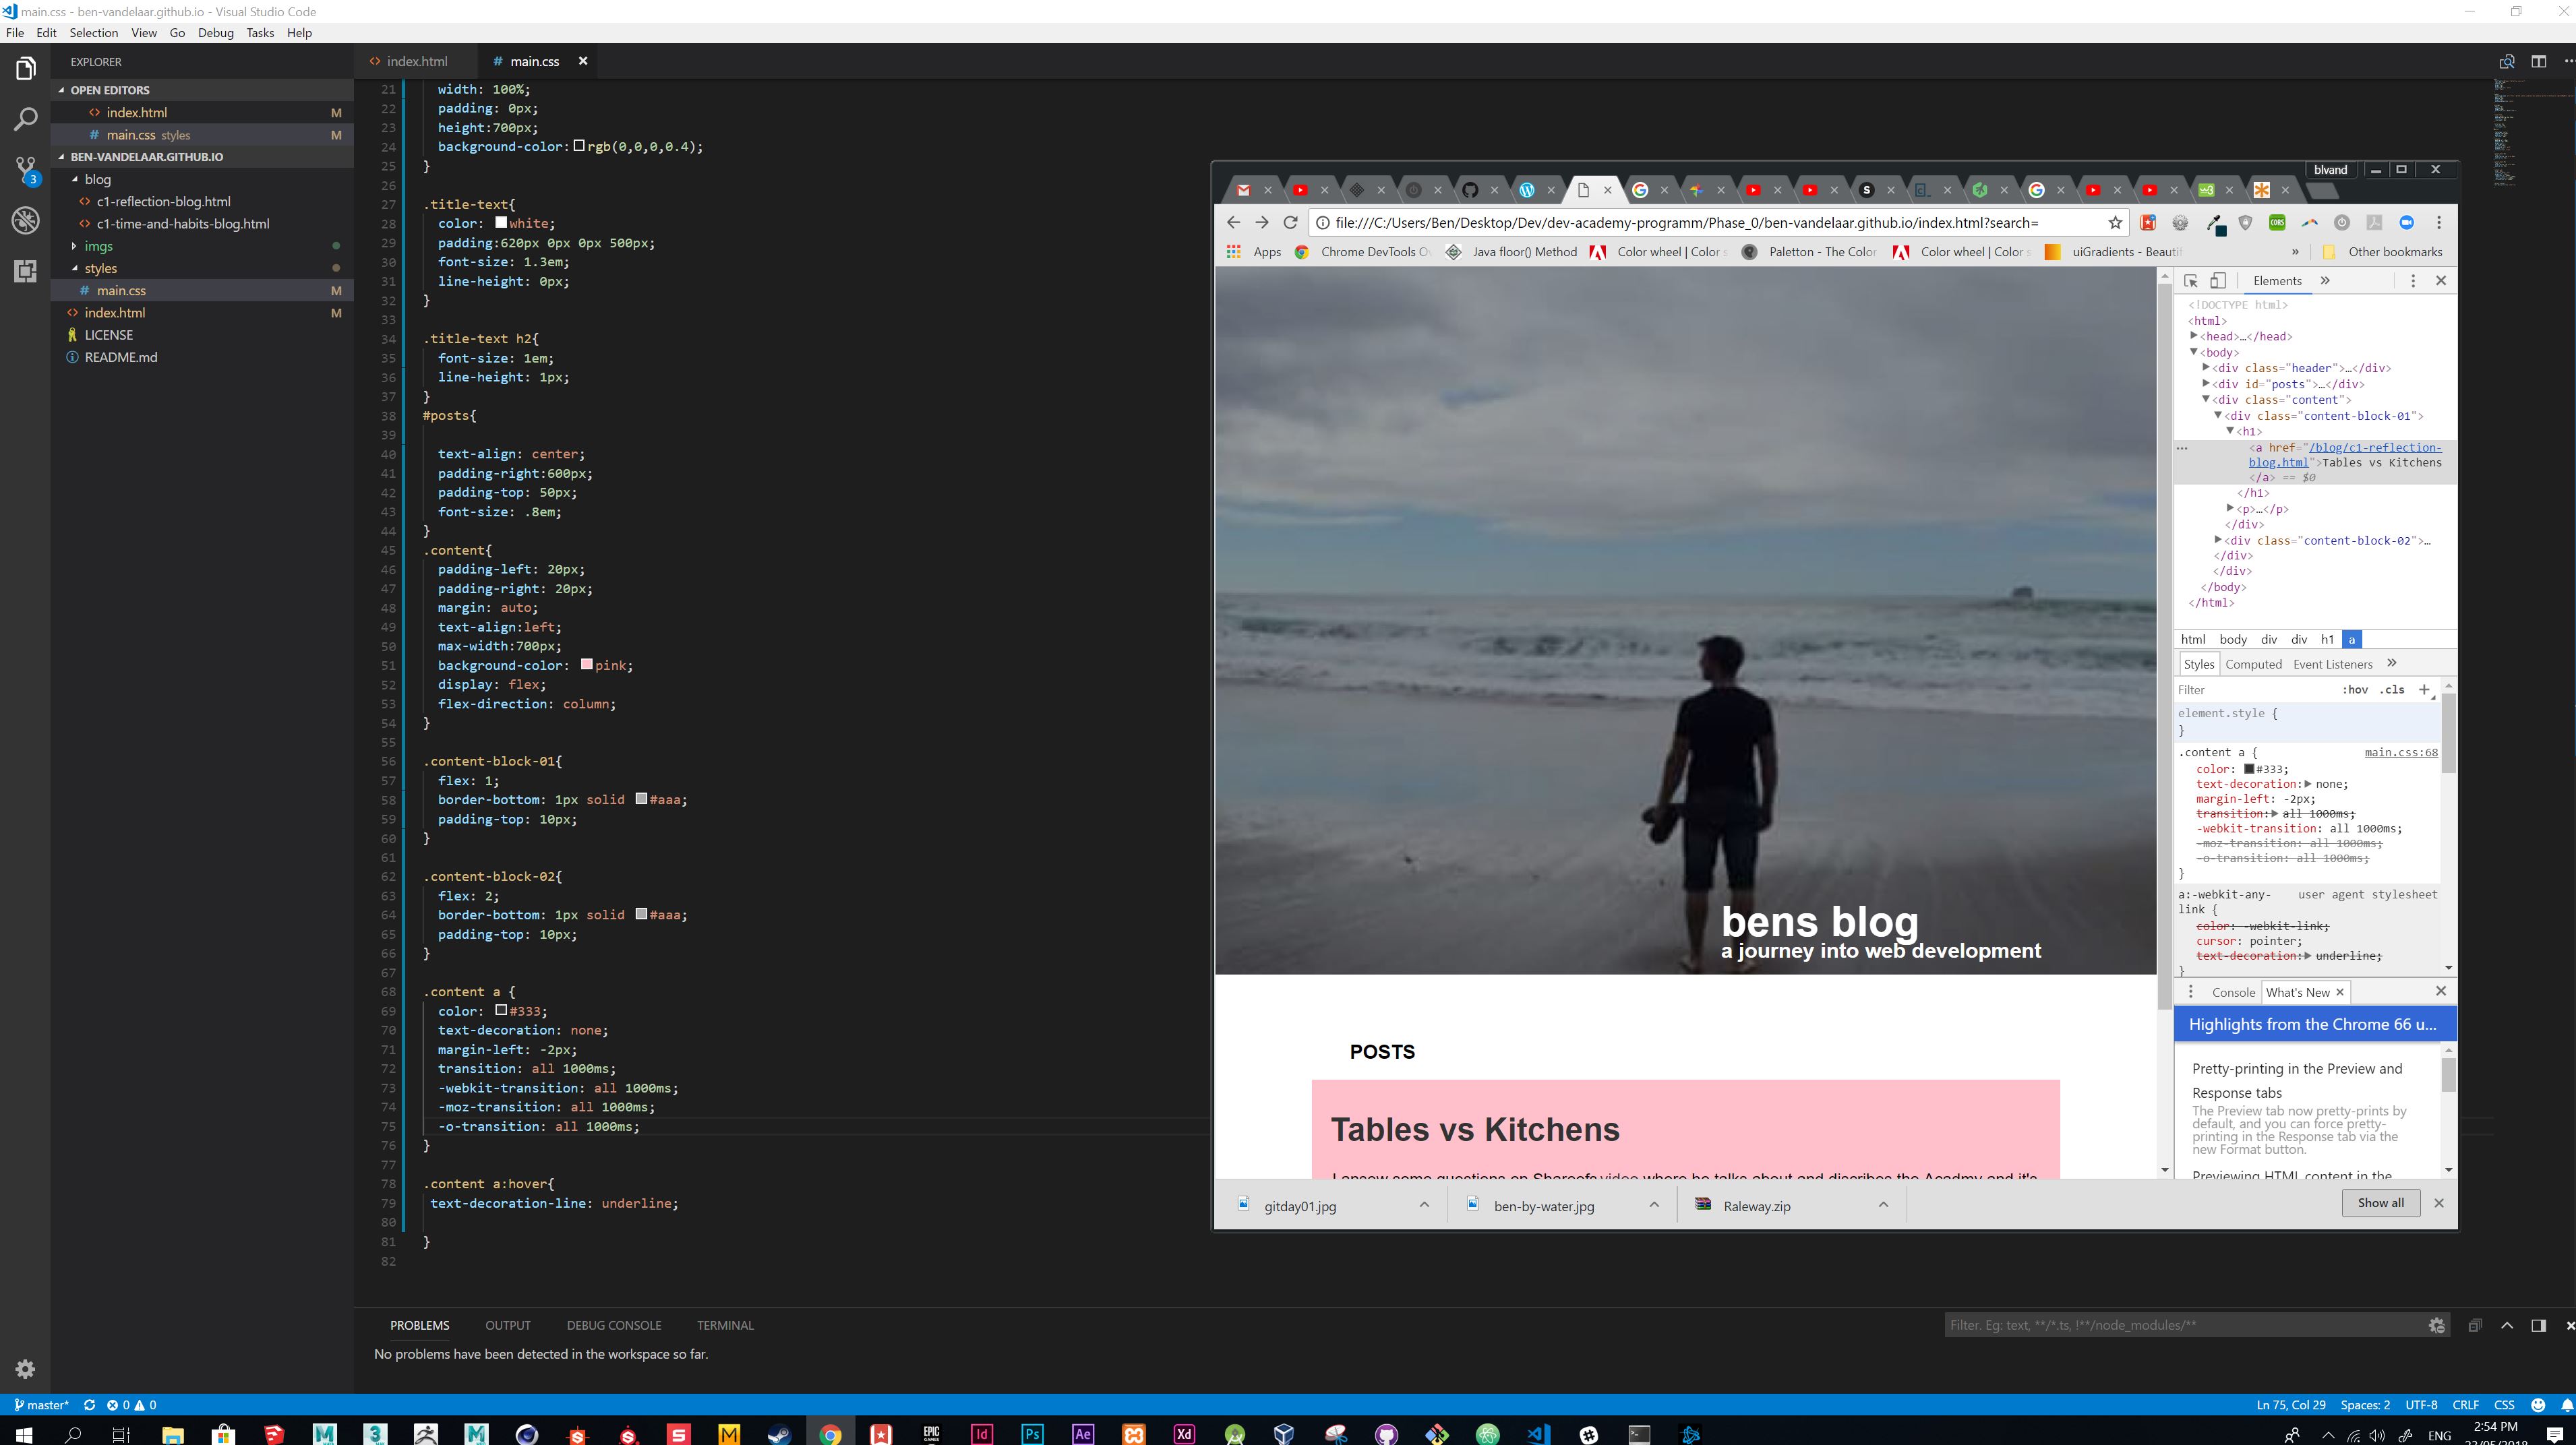 main.css - ben-vandelaar.github.io - Visual Studio Code
File Edit Selection View Go Debug Tasks Help
EXPLORER
OPEN EDITORS
index.html M
main.css styles M
BEN-VANDELAAR.GITHUB.IO
blog
c1-reflection-blog.html
c1-time-and-habits-blog.html
imgs
styles
main.css M
index.html M
LICENSE
README.md
3
index.html main.css
21 width: 100%;
22 padding: 0px;
23 height:700px;
24 background-color: rgb(0,0,0,0.4);
25 }
26
27 .title-text{
28 color: white;
29 padding:620px 0px 0px 500px;
30 font-size: 1.3em;
31 line-height: 0px;
32 }
33
34 .title-text h2{
35 font-size: 1em;
36 line-height: 1px;
37 }
38 #posts{
39
40 text-align: center;
41 padding-right:600px;
42 padding-top: 50px;
43 font-size: .8em;
44 }
45 .content{
46 padding-left: 20px;
47 padding-right: 20px;
48 margin: auto;
49 text-align:left;
50 max-width:700px;
51 background-color: pink;
52 display: flex;
53 flex-direction: column;
54 }
55
56 .content-block-01{
57 flex: 1;
58 border-bottom: 1px solid #aaa;
59 padding-top: 10px;
60 }
61
62 .content-block-02{
63 flex: 2;
64 border-bottom: 1px solid #aaa;
65 padding-top: 10px;
66 }
67
68 .content a {
69 color: #333;
70 text-decoration: none;
71 margin-left: -2px;
72 transition: all 1000ms;
73 -webkit-transition: all 1000ms;
74 -moz-transition: all 1000ms;
75 -o-transition: all 1000ms;
76 }
77
78 .content a:hover{
79 text-decoration-line: underline;
80
81 }
82
blvand
file:///C:/Users/Ben/Desktop/Dev/dev-academy-programm/Phase_0/ben-vandelaar.github.io/index.html?search=
Apps Chrome DevTools Java floor() Method Color wheel | Color Paletton - The Color Color wheel | Color uiGradients - Beautif » Other bookmarks
bens blog
a journey into web development
POSTS
Tables vs Kitchens
Elements »
<!DOCTYPE html>
<html>
<head>…</head>
<body>
<div class="header">…</div>
<div id="posts">…</div>
<div class="content">
<div class="content-block-01">
<h1>
<a href="/blog/c1-reflection-
blog.html">Tables vs Kitchens
</a> == $0
</h1>
<p>…</p>
</div>
<div class="content-block-02">…
</div>
</div>
</body>
</html>
html body div div h1 a
Styles Computed Event Listeners »
Filter :hov .cls +
element.style {
}
.content a { main.css:68
color: #333;
text-decoration: none;
margin-left: -2px;
transition: all 1000ms;
-webkit-transition: all 1000ms;
-moz-transition: all 1000ms;
-o-transition: all 1000ms;
}
a:-webkit-any- user agent stylesheet
link {
color: -webkit-link;
cursor: pointer;
text-decoration: underline;
}
Console What's New
Highlights from the Chrome 66 u...
Pretty-printing in the Preview and
Response tabs
The Preview tab now pretty-prints by
default, and you can force pretty-
printing in the Response tab via the
new Format button.
Previewing HTML content in the
gitday01.jpg ben-by-water.jpg Raleway.zip Show all
PROBLEMS OUTPUT DEBUG CONSOLE TERMINAL
Filter. Eg: text, **/*.ts, !**/node_modules/**
No problems have been detected in the workspace so far.
master* 0 0
Ln 75, Col 29 Spaces: 2 UTF-8 CRLF CSS
EPIC GAMES Id Ps Ae Xd
ENG 2:54 PM